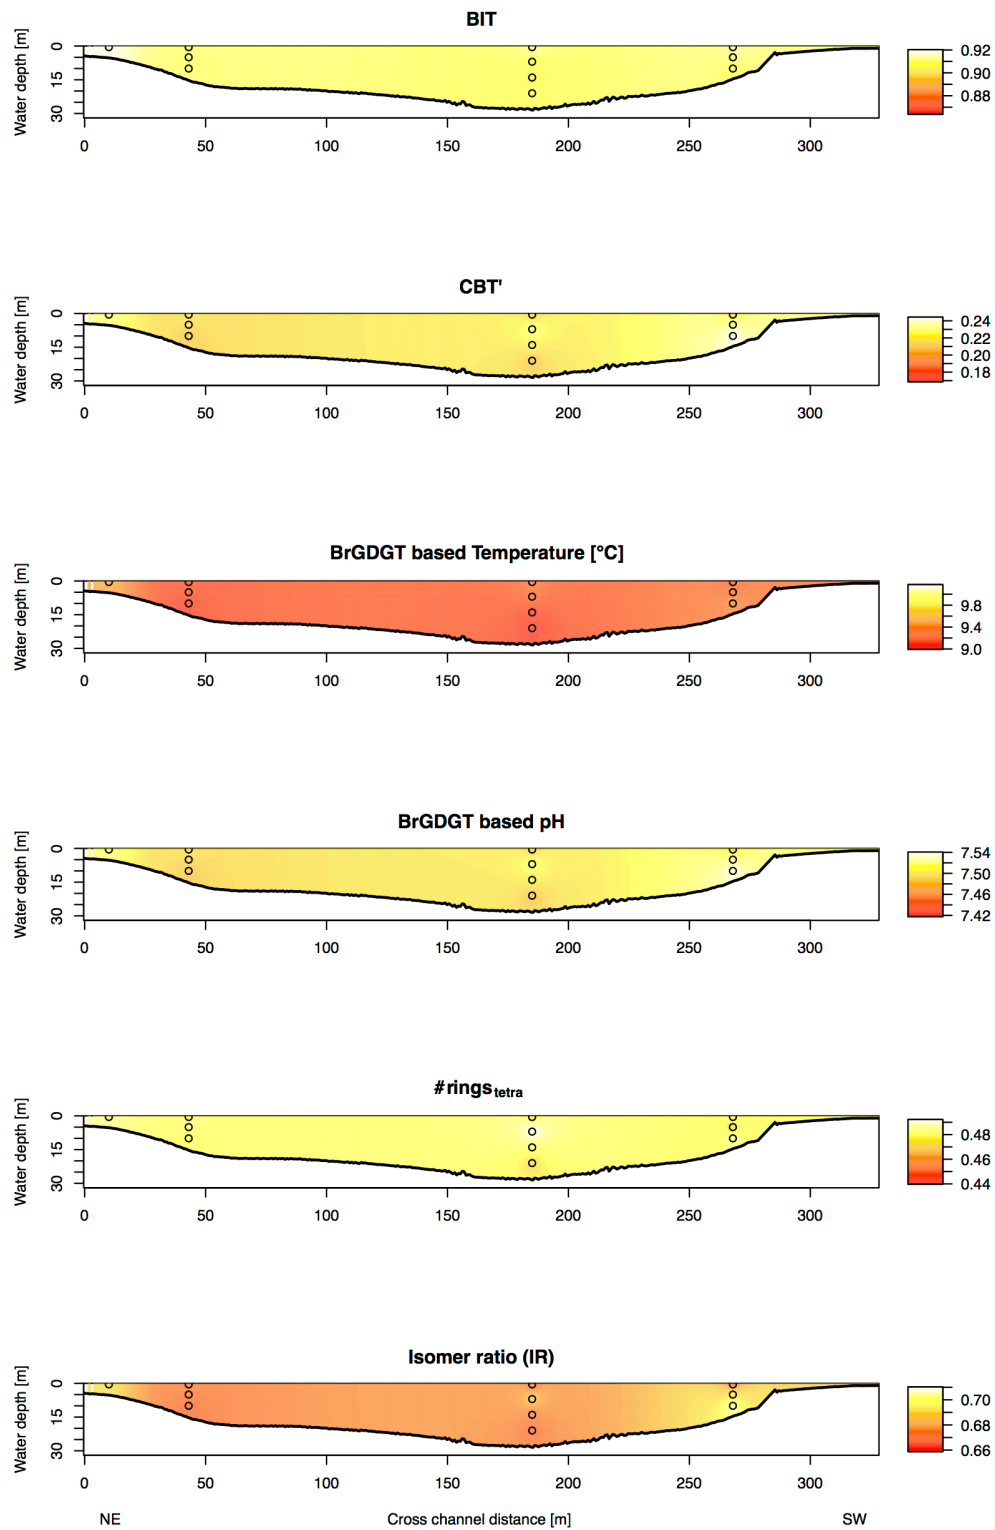 BIT
Water depth [m]
0
15
30
0 50 100 150 200 250 300
0.92
0.90
0.88
CBT'
Water depth [m]
0
15
30
0 50 100 150 200 250 300
0.24
0.22
0.20
0.18
BrGDGT based Temperature [°C]
Water depth [m]
0
15
30
0 50 100 150 200 250 300
9.8
9.4
9.0
BrGDGT based pH
Water depth [m]
0
15
30
0 50 100 150 200 250 300
7.54
7.50
7.46
7.42
#ringstetra
Water depth [m]
0
15
30
0 50 100 150 200 250 300
0.48
0.46
0.44
Isomer ratio (IR)
Water depth [m]
0
15
30
0 50 100 150 200 250 300
0.70
0.68
0.66
NE Cross channel distance [m] SW